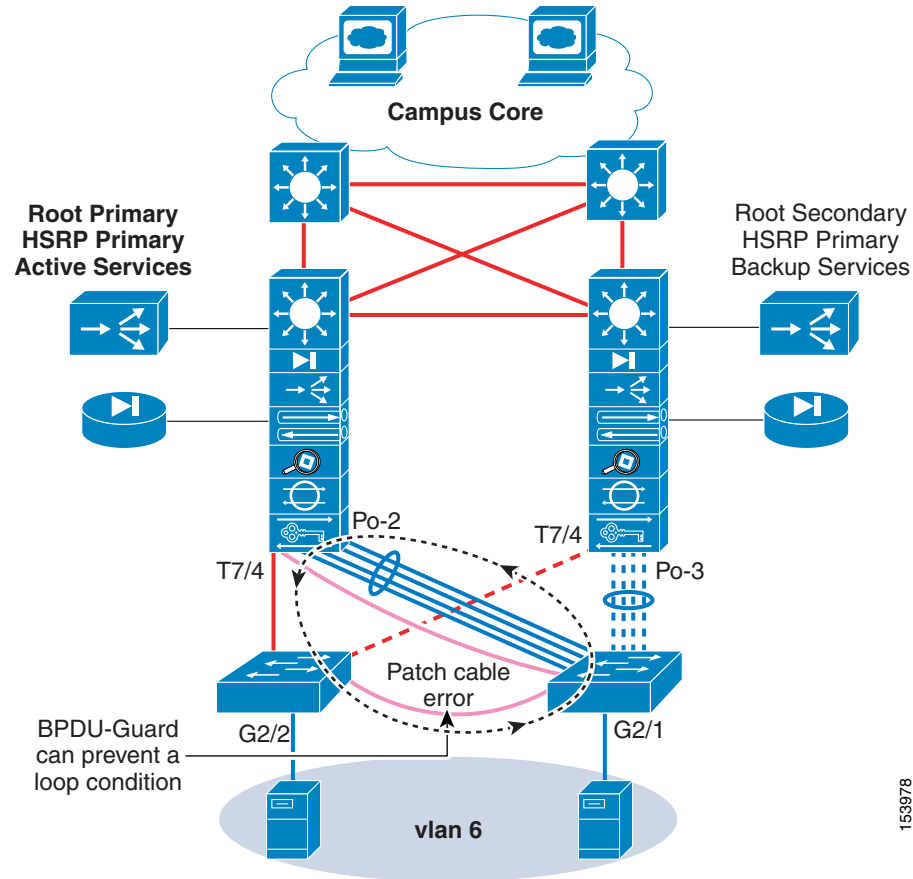 Campus Core
Root Primary
HSRP Primary
Active Services
Root Secondary
HSRP Primary
Backup Services
Po-2
T7/4
T7/4
Po-3
Patch cable
error
BPDU-Guard
can prevent a
loop condition
G2/2
G2/1
vlan 6
153978